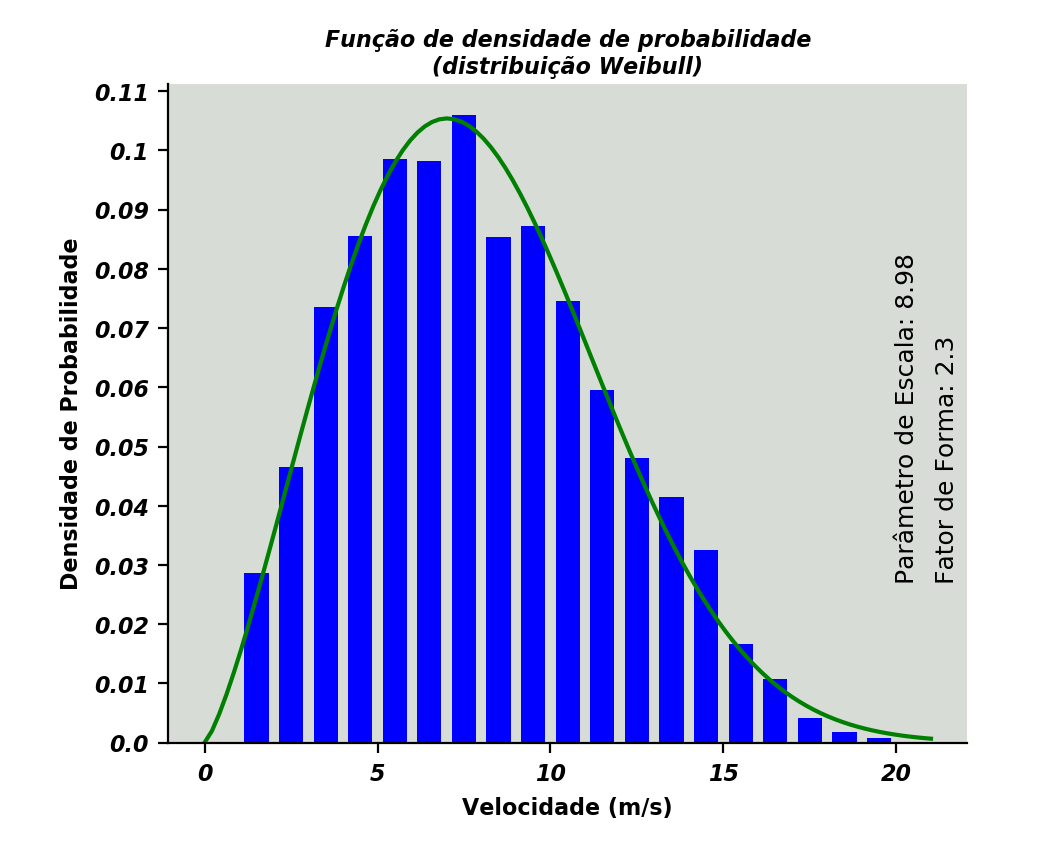 Função de densidade de probabilidade
(distribuição Weibull)
0.11
0.1
0.09
0.08
0.07
0.06
0.05
0.04
0.03
0.02
0.01
0.0
Densidade de Probabilidade
Parâmetro de Escala: 8.98
Fator de Forma: 2.3
0 5 10 15 20
Velocidade (m/s)